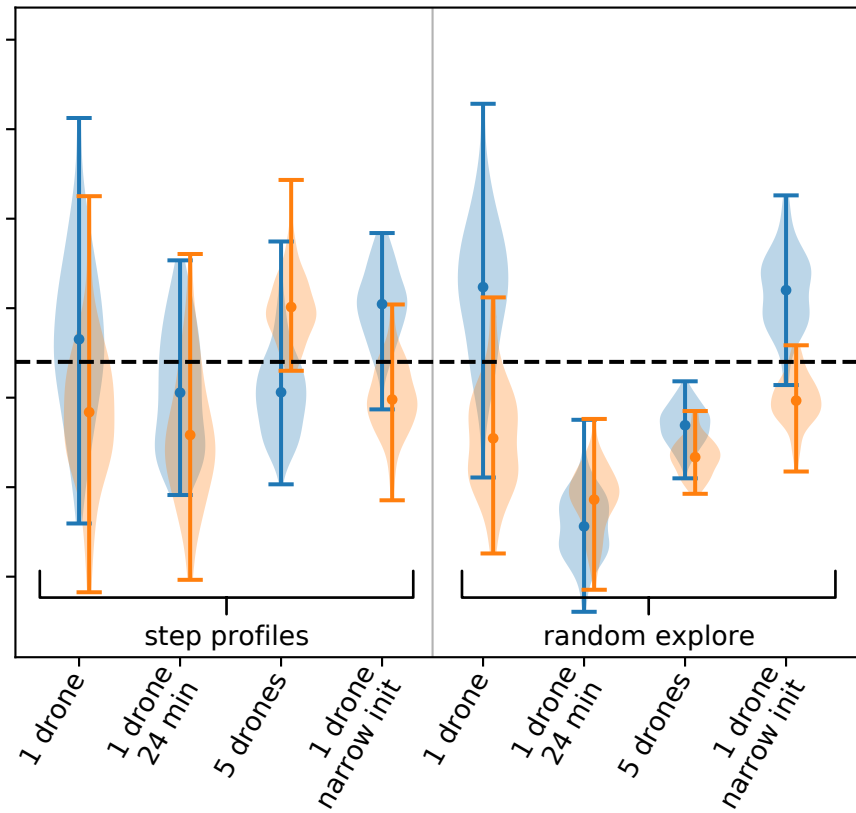 step profiles
random explore
1 drone
1 drone
24 min
5 drones
1 drone
narrow init
1 drone
1 drone
24 min
5 drones
1 drone
narrow init